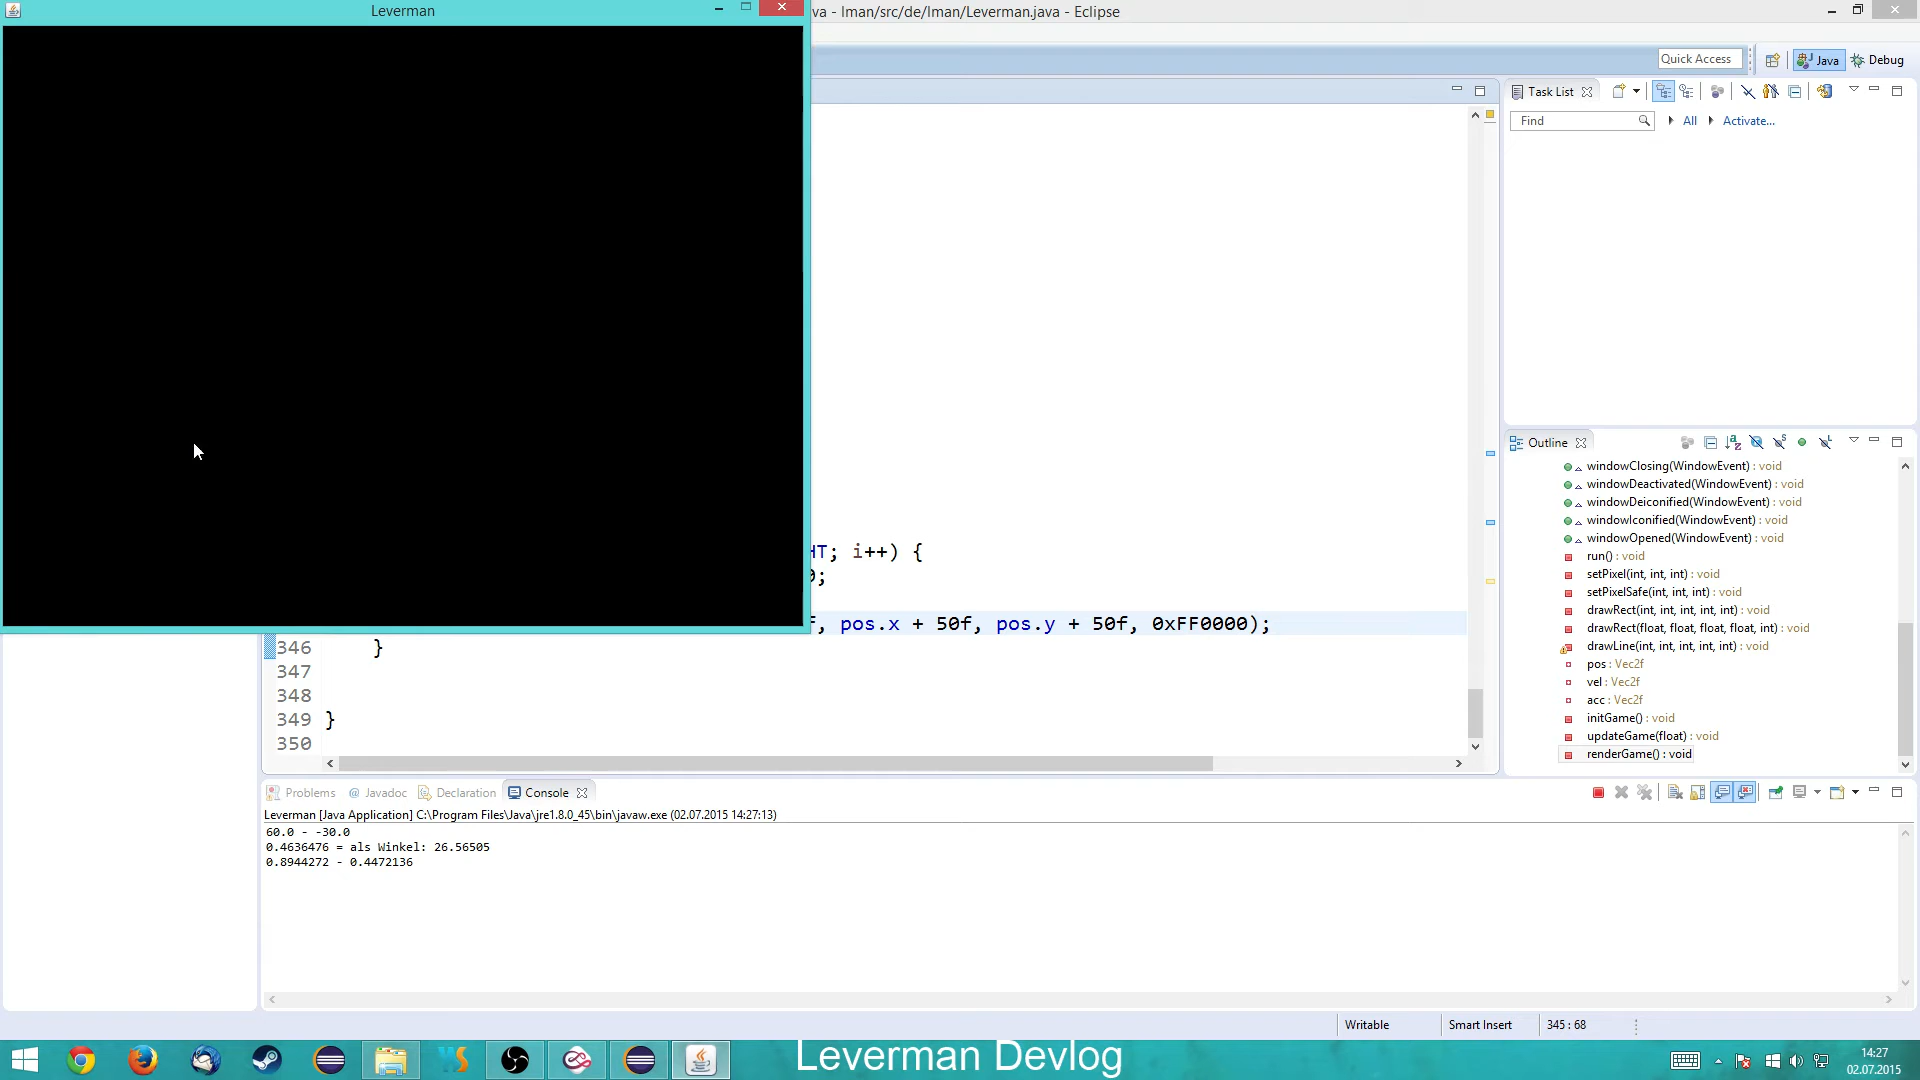 Leverman
va - lman/src/de/lman/Leverman.java - Eclipse
Quick Access
Java
Debug
Task List
Find
All
Activate...
HT; i++) {
;
f, pos.x + 50f, pos.y + 50f, 0xFF0000);
346 }
347
348
349 }
350
Outline
windowClosing(WindowEvent) : void
windowDeactivated(WindowEvent) : void
windowDeiconified(WindowEvent) : void
windowIconified(WindowEvent) : void
windowOpened(WindowEvent) : void
run() : void
setPixel(int, int, int) : void
setPixelSafe(int, int, int) : void
drawRect(int, int, int, int, int) : void
drawRect(float, float, float, float, int) : void
drawLine(int, int, int, int, int) : void
pos : Vec2f
vel : Vec2f
acc : Vec2f
initGame() : void
updateGame(float) : void
renderGame() : void
Problems
@ Javadoc
Declaration
Console
Leverman [Java Application] C:\Program Files\Java\jre1.8.0_45\bin\javaw.exe (02.07.2015 14:27:13)
60.0 - -30.0
0.4636476 = als Winkel: 26.56505
0.8944272 - 0.4472136
Writable
Smart Insert
345 : 68
Leverman Devlog
14:27
02.07.2015